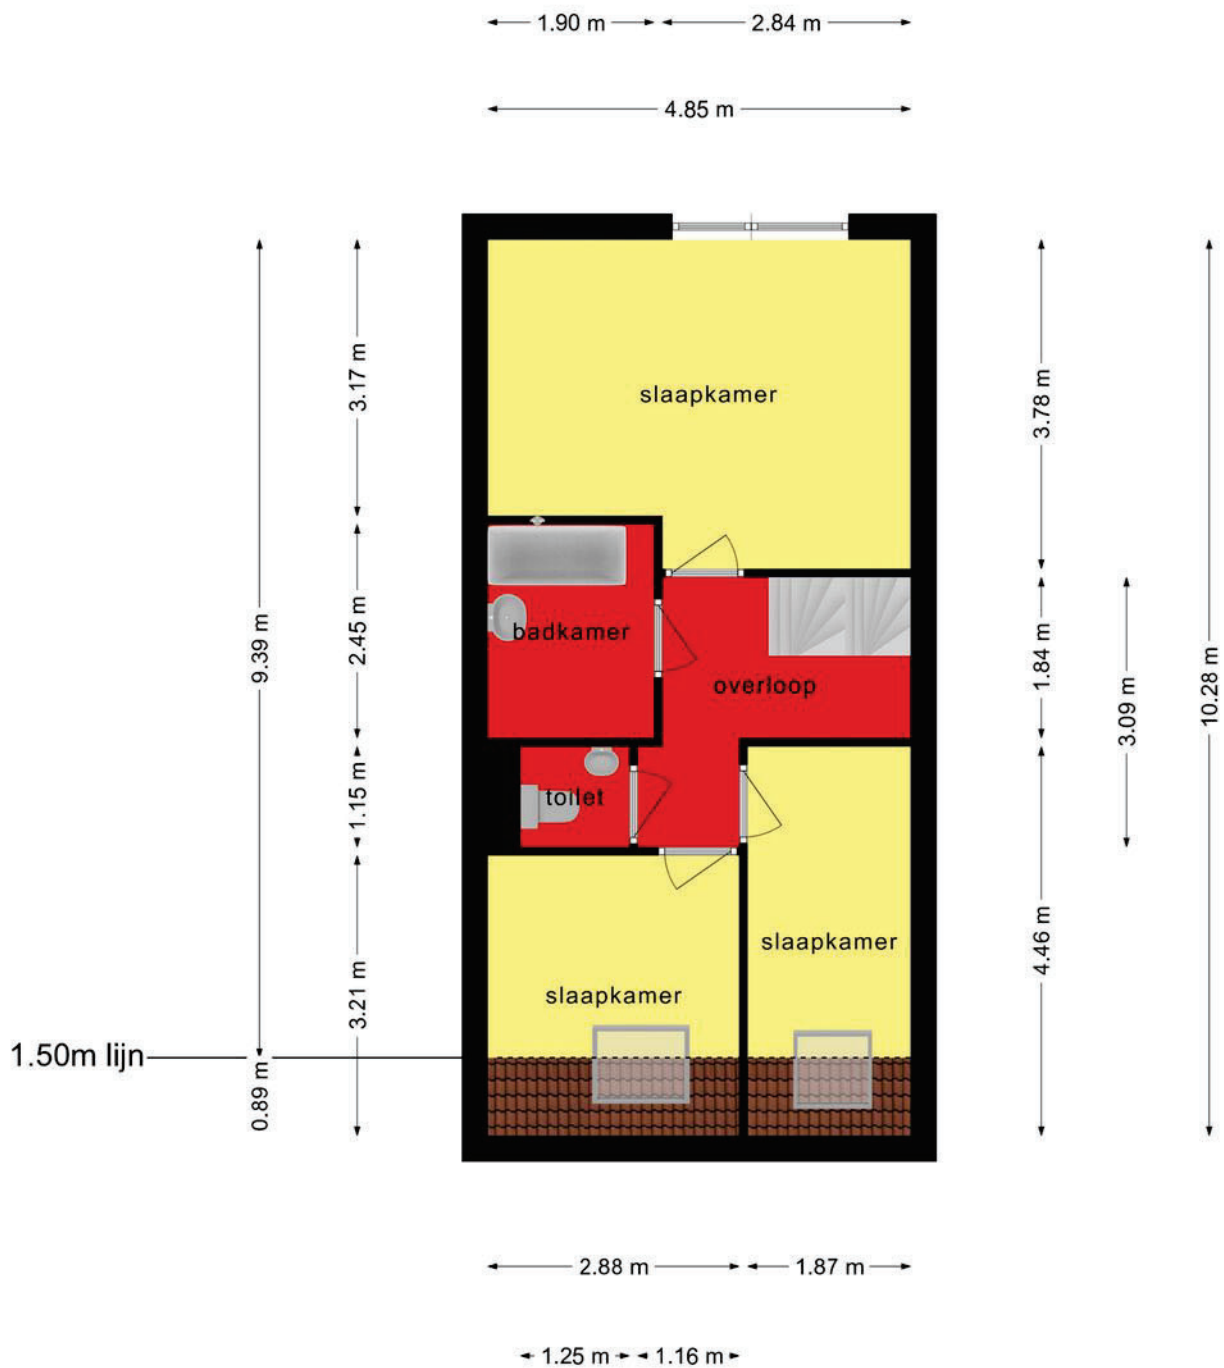 1.90 m
2.84 m
4.85 m
slaapkamer
3.17 m
3.78 m
9.39 m
2.45 m
badkamer
overloop
1.84 m
3.09 m
10.28 m
1.15 m
toilet
slaapkamer
4.46 m
slaapkamer
3.21 m
1.50m lijn
0.89 m
2.88 m
1.87 m
1.25 m
1.16 m